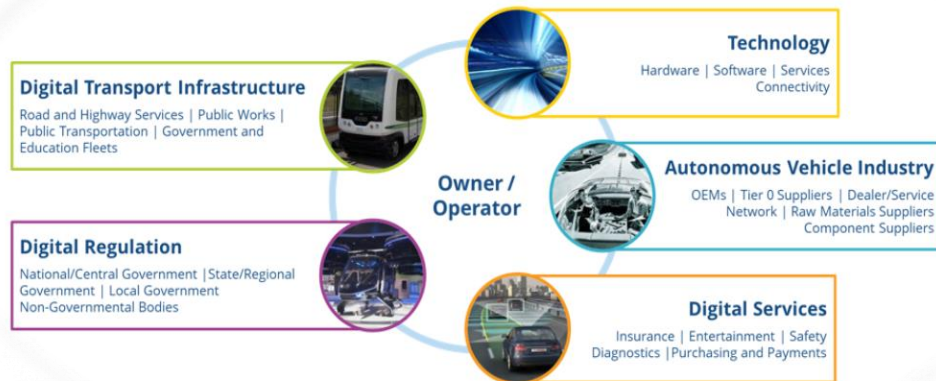 Technology
Hardware | Software | Services
Connectivity
Digital Transport Infrastructure
Road and Highway Services | Public Works |
Public Transportation | Government and
Education Fleets
Owner /
Operator
Autonomous Vehicle Industry
OEMs | Tier 0 Suppliers | Dealer/Service
Network | Raw Materials Suppliers
Component Suppliers
Digital Regulation
National/Central Government |State/Regional
Government | Local Government
Non-Governmental Bodies
Digital Services
Insurance | Entertainment | Safety
Diagnostics |Purchasing and Payments